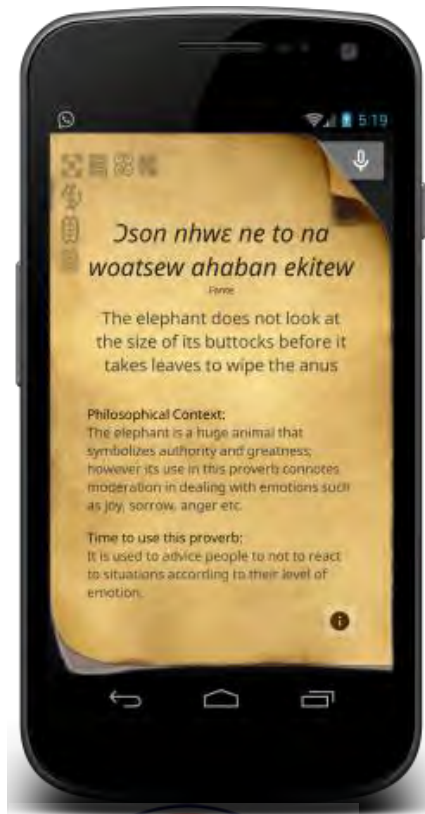 5:19
Ɔson nhwɛ ne to na
woatsew ahaban ekitew
Fante
The elephant does not look at
the size of its buttocks before it
takes leaves to wipe the anus
Philosophical Context:
The elephant is a huge animal that
symbolizes authority and greatness;
however its use in this proverb connotes
moderation in dealing with emotions such
as joy, sorrow, anger etc.
Time to use this proverb:
It is used to advice people to not to react
to situations according to their level of
emotion.